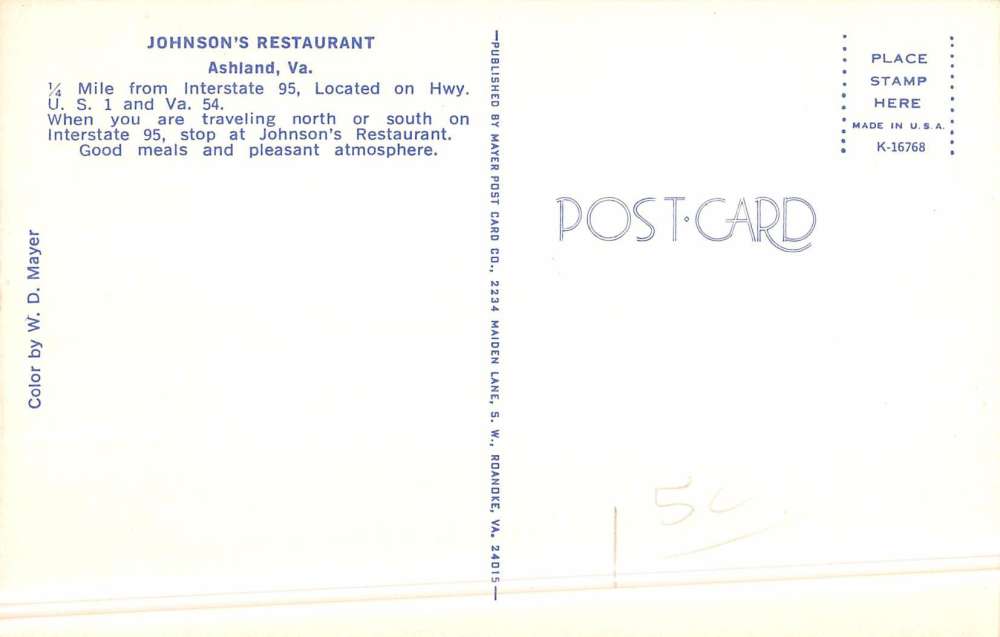 JOHNSON'S RESTAURANT
Ashland, Va.
¼ Mile from Interstate 95, Located on Hwy.
U. S. 1 and Va. 54.
When you are traveling north or south on
Interstate 95, stop at Johnson's Restaurant.
Good meals and pleasant atmosphere.
Color by W. D. Mayer
—PUBLISHED BY MAYER POST CARD CO., 2234 MAIDEN LANE, S. W., ROANOKE, VA. 24015—
PLACE
STAMP
HERE
MADE IN U.S.A.
K-16768
POST·CARD
5c